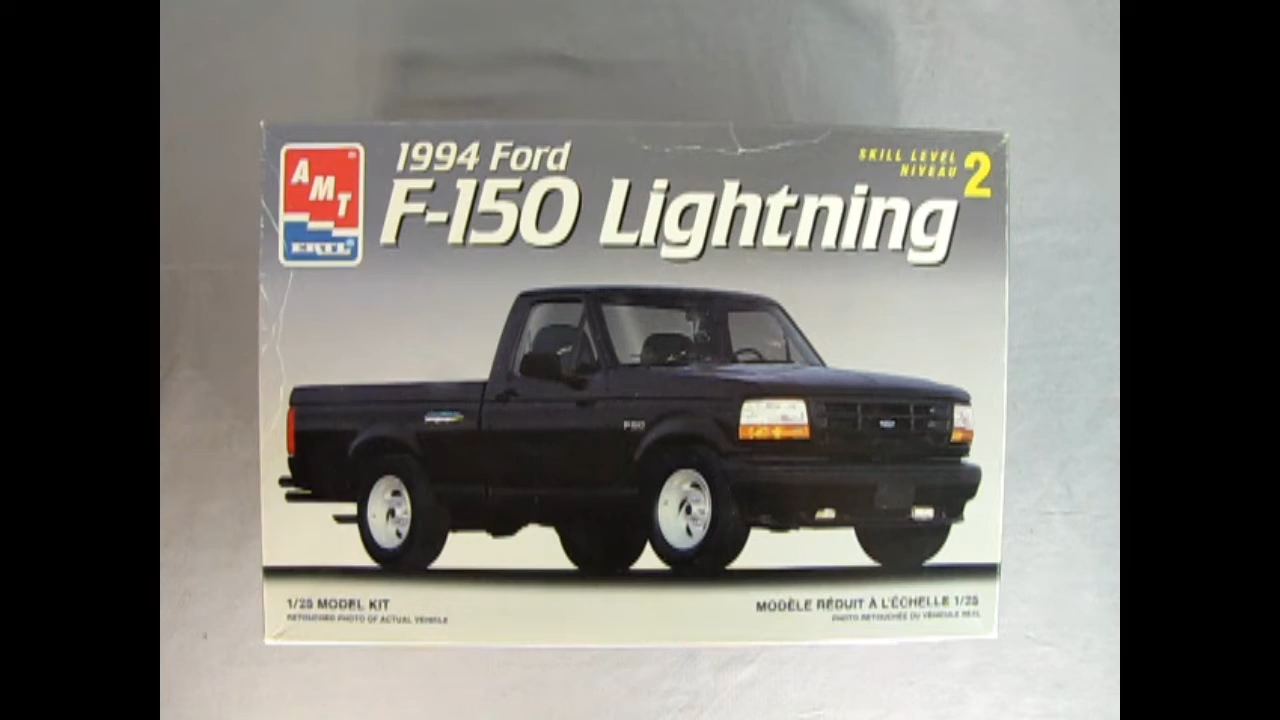 AMT
ERTL
1994 Ford
F-150 Lightning
SKILL LEVEL
NIVEAU 2
F-150
1/25 MODEL KIT
RETOUCHED PHOTO OF ACTUAL VEHICLE
MODÈLE RÉDUIT À L'ÉCHELLE 1/25
PHOTO RETOUCHÉE DU VÉHICULE RÉEL